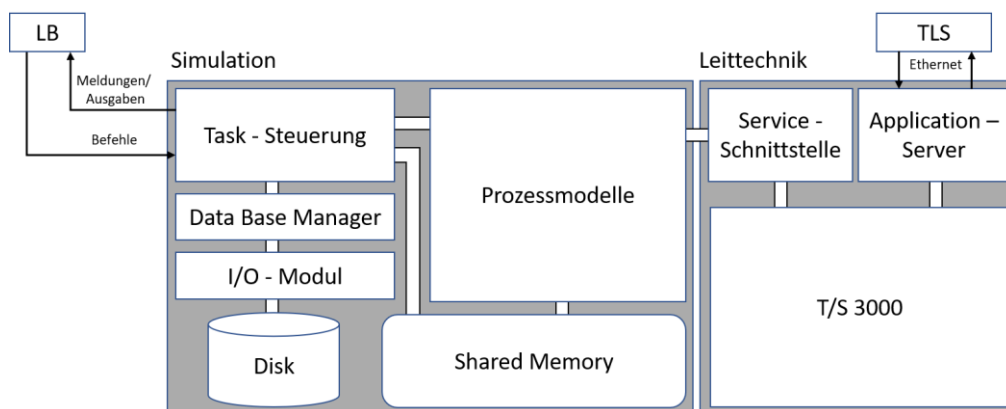 LB
TLS
Simulation
Leittechnik
Ethernet
Meldungen/
Ausgaben
Befehle
Task - Steuerung
Service -
Schnittstelle
Application –
Server
Prozessmodelle
Data Base Manager
I/O - Modul
T/S 3000
Disk
Shared Memory